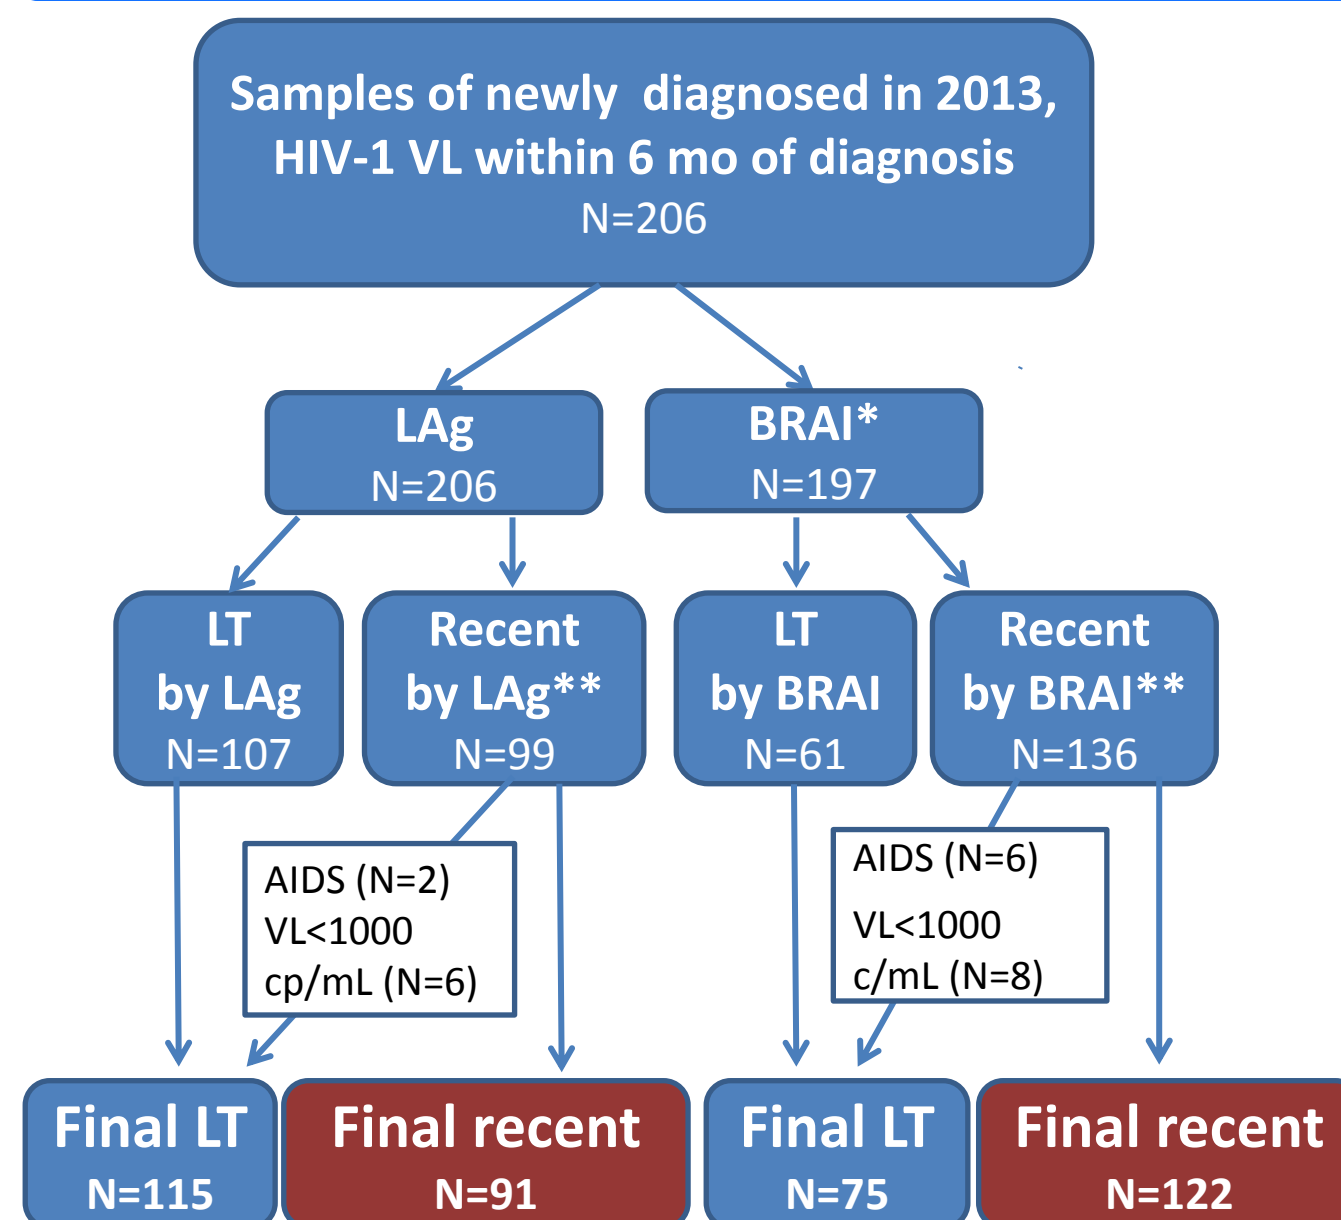 Samples of newly diagnosed in 2013,
HIV-1 VL within 6 mo of diagnosis
N=206
LAg
N=206
BRAI*
N=197
LT
by LAg
N=107
Recent
by LAg**
N=99
LT
by BRAI
N=61
Recent
by BRAI**
N=136
AIDS (N=2)
VL<1000
cp/mL (N=6)
AIDS (N=6)
VL<1000
c/mL (N=8)
Final LT
N=115
Final recent
N=91
Final LT
N=75
Final recent
N=122